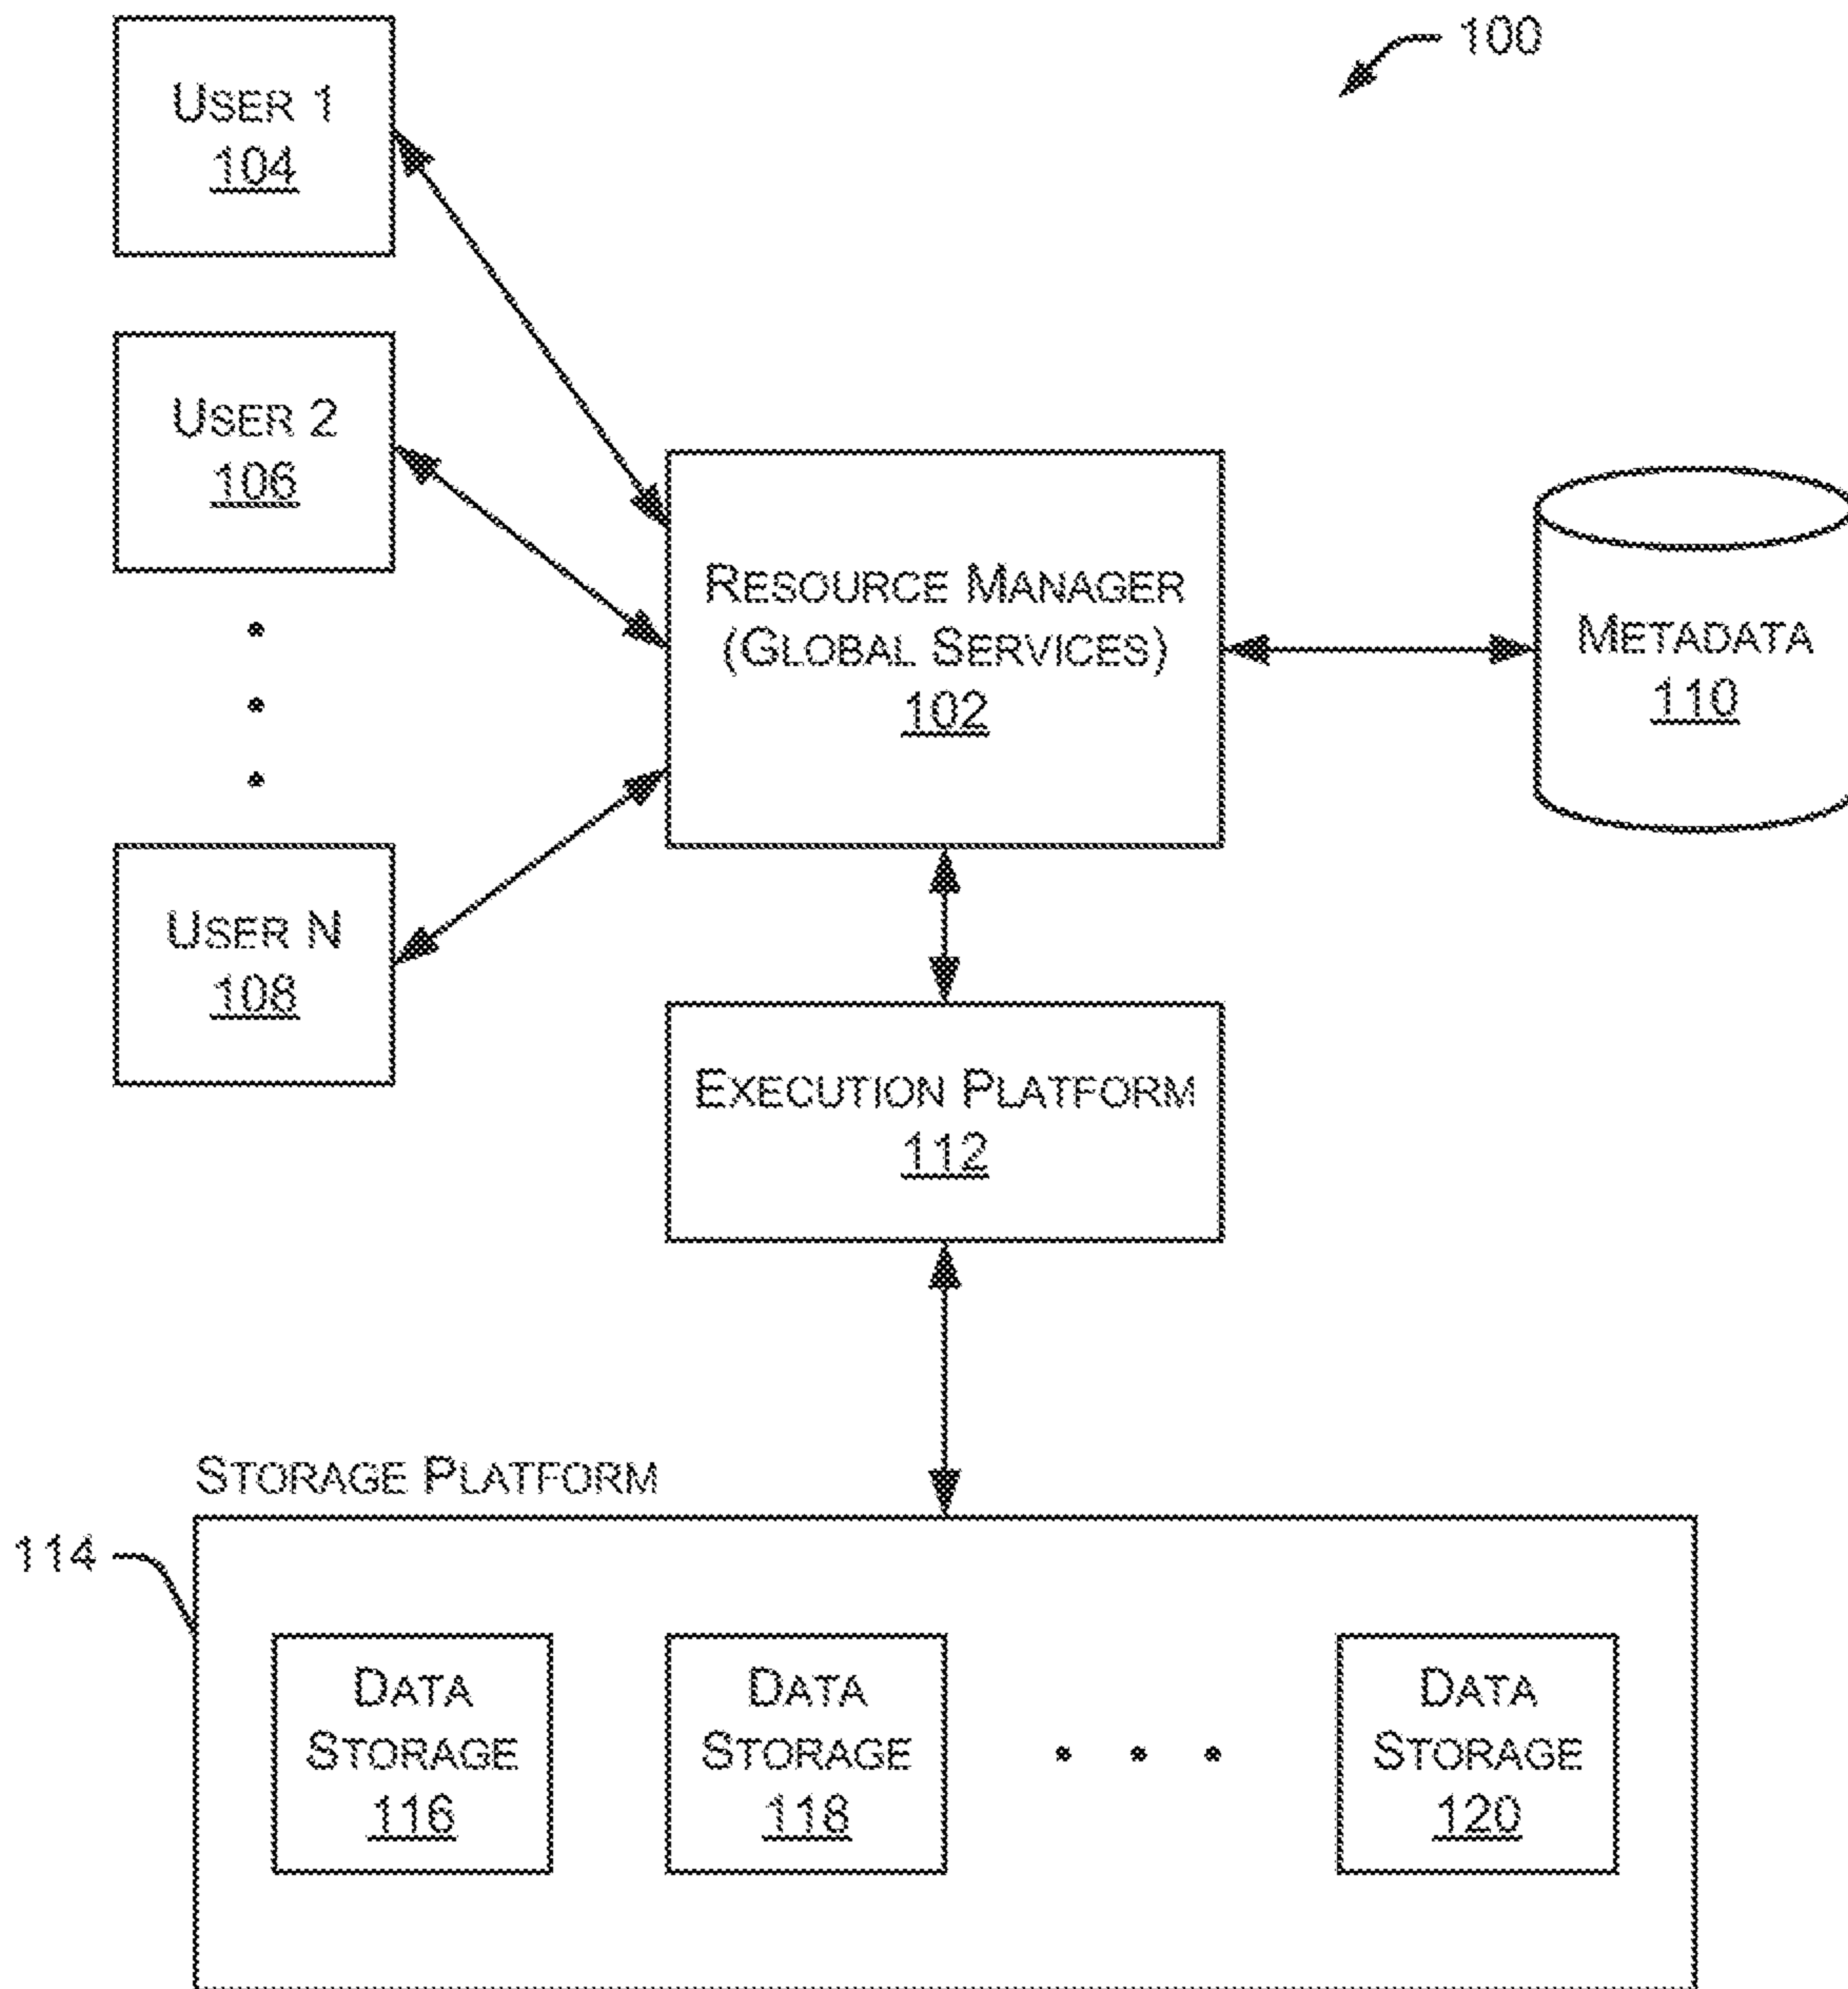 100
USER 1
104
USER 2
106
RESOURCE MANAGER
(GLOBAL SERVICES)
102
METADATA
110
USER N
108
EXECUTION PLATFORM
112
STORAGE PLATFORM
114
DATA
STORAGE
116
DATA
STORAGE
118
DATA
STORAGE
120